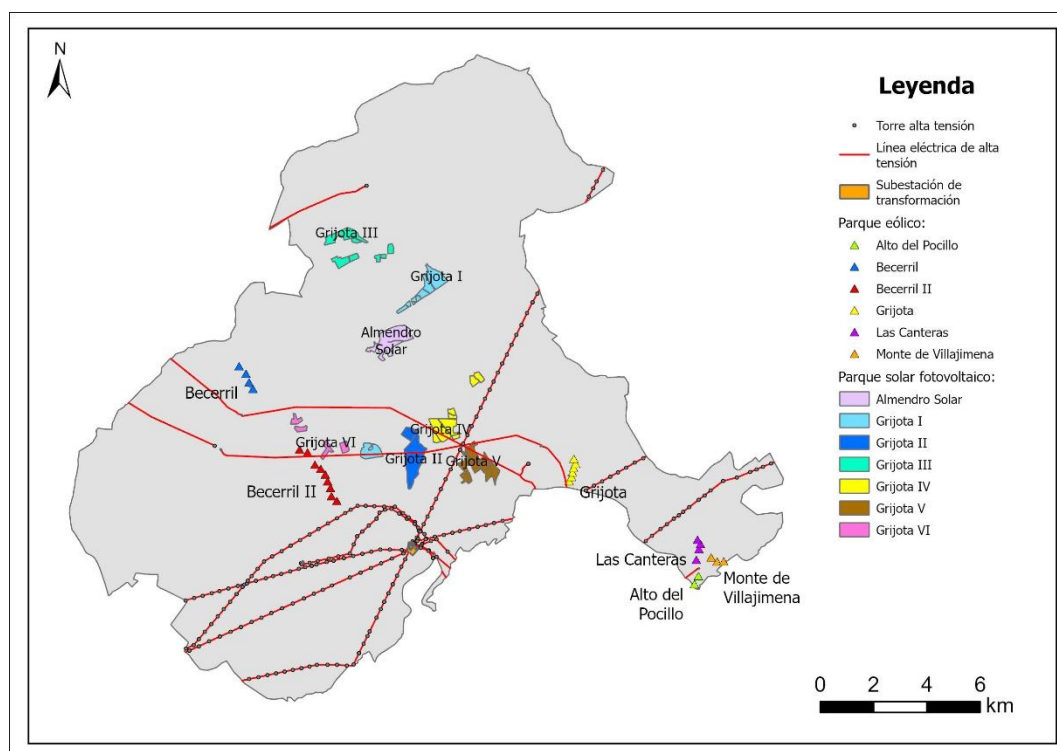 N
Leyenda
Torre alta tensión
Línea eléctrica de alta
tensión
Subestación de
transformación
Parque eólico:
Alto del Pocillo
Becerril
Becerril II
Grijota
Las Canteras
Monte de Villajimena
Parque solar fotovoltaico:
Almendro Solar
Grijota I
Grijota II
Grijota III
Grijota IV
Grijota V
Grijota VI
Grijota III
Grijota I
Almendro
Solar
Becerril
Grijota IV
Grijota VI
Grijota II
Grijota V
Becerril II
Grijota
Las Canteras
Monte de
Villajimena
Alto del
Pocillo
0 2 4 6
km